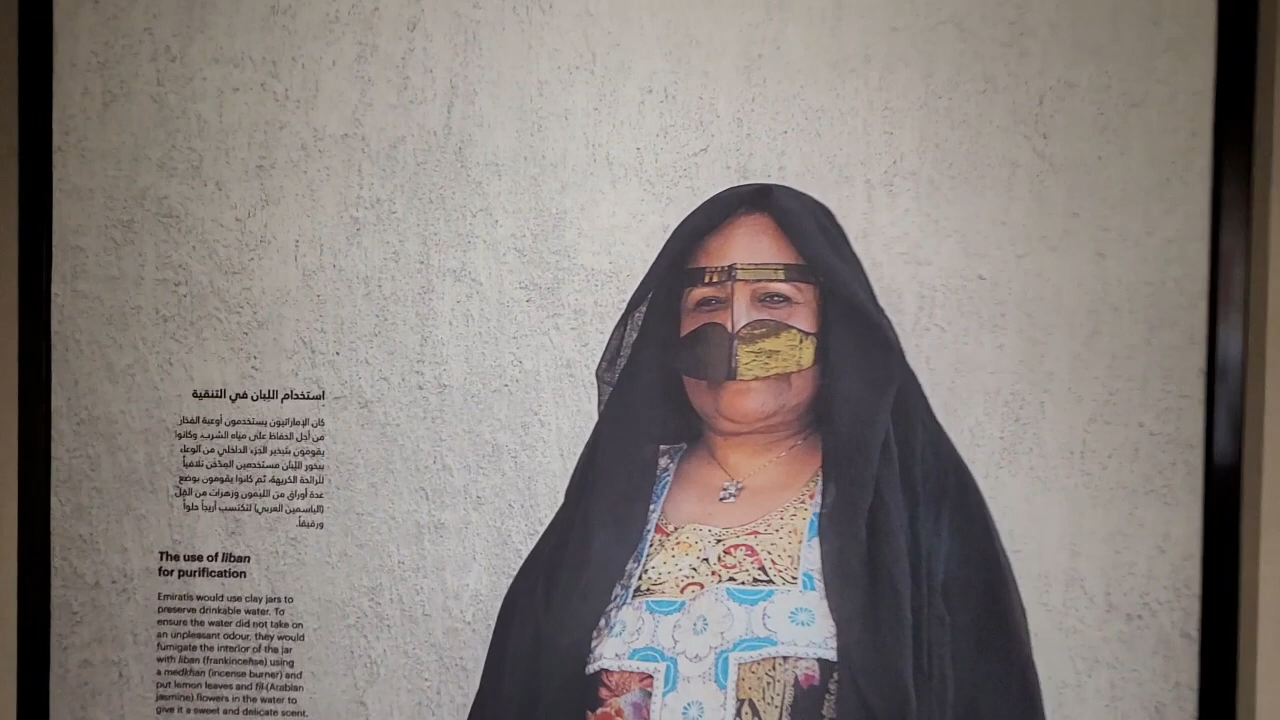 استخدام اللبان في التنقية
كان الإماراتيون يستخدمون أوعية الفخار
من أجل الحفاظ على مياه الشرب، وكانوا
يقومون بتبخير الجزء الداخلي من الوعاء
ببخور اللبان مستخدمين المِدْخن تلافياً
للرائحة الكريهة، ثم كانوا يقومون بوضع
عدة أوراق من الليمون وزهرات من الفِلّ
(الياسمين العربي) لتكتسب أريجاً حلواً
ورقيقاً.
The use of liban
for purification
Emiratis would use clay jars to
preserve drinkable water. To
ensure the water did not take on
an unpleasant odour, they would
fumigate the interior of the jar
with liban (frankincense) using
a medkhan (incense burner) and
put lemon leaves and fil (Arabian
jasmine) flowers in the water to
give it a sweet and delicate scent.